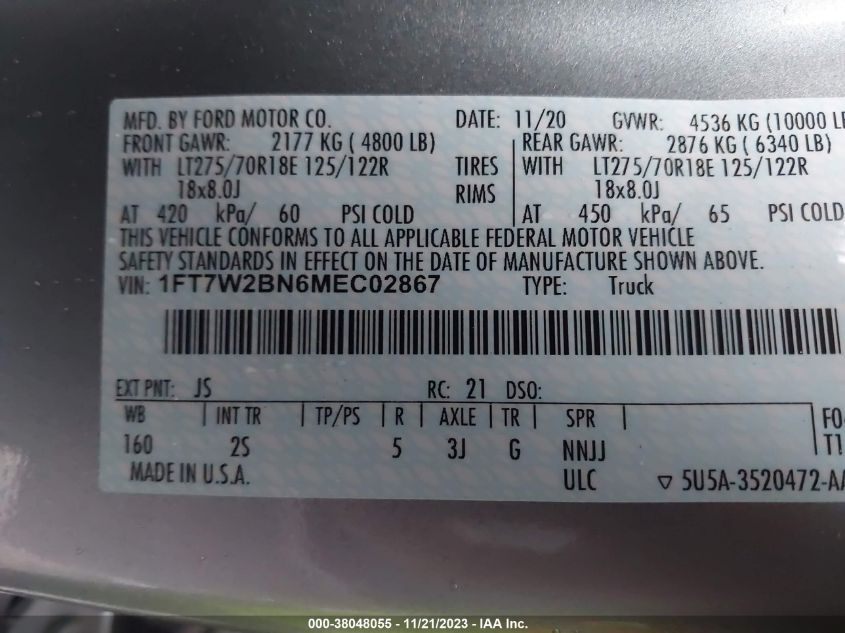 MFD. BY FORD MOTOR CO. DATE: 11/20 GVWR: 4536 KG (10000 LB
FRONT GAWR: 2177 KG ( 4800 LB) REAR GAWR: 2876 KG ( 6340 LB)
WITH LT275/70R18E 125/122R TIRES WITH LT275/70R18E 125/122R
18x8.0J RIMS 18x8.0J
AT 420 kPa/ 60 PSI COLD AT 450 kPa/ 65 PSI COLD
THIS VEHICLE CONFORMS TO ALL APPLICABLE FEDERAL MOTOR VEHICLE
SAFETY STANDARDS IN EFFECT ON THE DATE OF MANUFACTURE SHOWN ABOVE.
VIN: 1FT7W2BN6MEC02867 TYPE: Truck
EXT PNT: JS RC: 21 DSO:
WB INT TR TP/PS R AXLE TR SPR F0-
160 2S 5 3J G NNJJ T1
MADE IN U.S.A. ULC ▽ 5U5A-3520472-AA
000-38048055 - 11/21/2023 - IAA Inc.